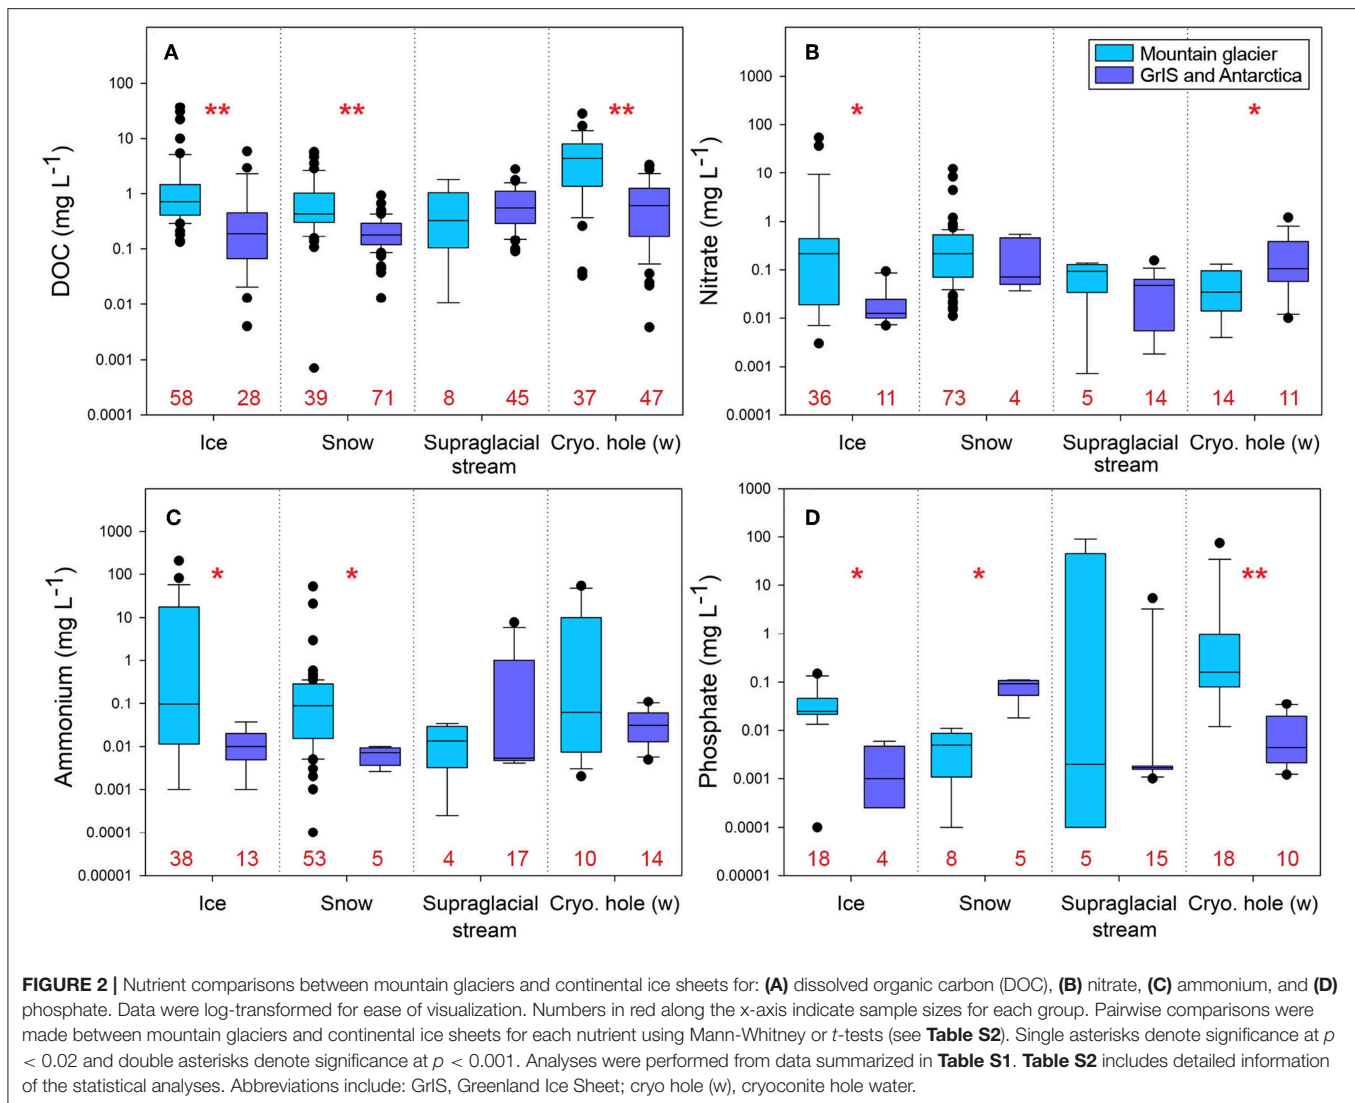 A
DOC (mg L-1)
100
10
1
0.1
0.01
0.001
0.0001
** ** **
58 28 39 71 8 45 37 47
Ice Snow Supraglacial stream Cryo. hole (w)
B
Mountain glacier
GrIS and Antarctica
Nitrate (mg L-1)
1000
100
10
1
0.1
0.01
0.001
0.0001
* *
36 11 73 4 5 14 14 11
Ice Snow Supraglacial stream Cryo. hole (w)
C
Ammonium (mg L-1)
1000
100
10
1
0.1
0.01
0.001
0.0001
0.00001
* *
38 13 53 5 4 17 10 14
Ice Snow Supraglacial stream Cryo. hole (w)
D
Phosphate (mg L-1)
1000
100
10
1
0.1
0.01
0.001
0.0001
0.00001
* * **
18 4 8 5 5 15 18 10
Ice Snow Supraglacial stream Cryo. hole (w)
FIGURE 2 | Nutrient comparisons between mountain glaciers and continental ice sheets for: (A) dissolved organic carbon (DOC), (B) nitrate, (C) ammonium, and (D)
phosphate. Data were log-transformed for ease of visualization. Numbers in red along the x-axis indicate sample sizes for each group. Pairwise comparisons were
made between mountain glaciers and continental ice sheets for each nutrient using Mann-Whitney or t-tests (see Table S2). Single asterisks denote significance at p
< 0.02 and double asterisks denote significance at p < 0.001. Analyses were performed from data summarized in Table S1. Table S2 includes detailed information
of the statistical analyses. Abbreviations include: GrIS, Greenland Ice Sheet; cryo hole (w), cryoconite hole water.